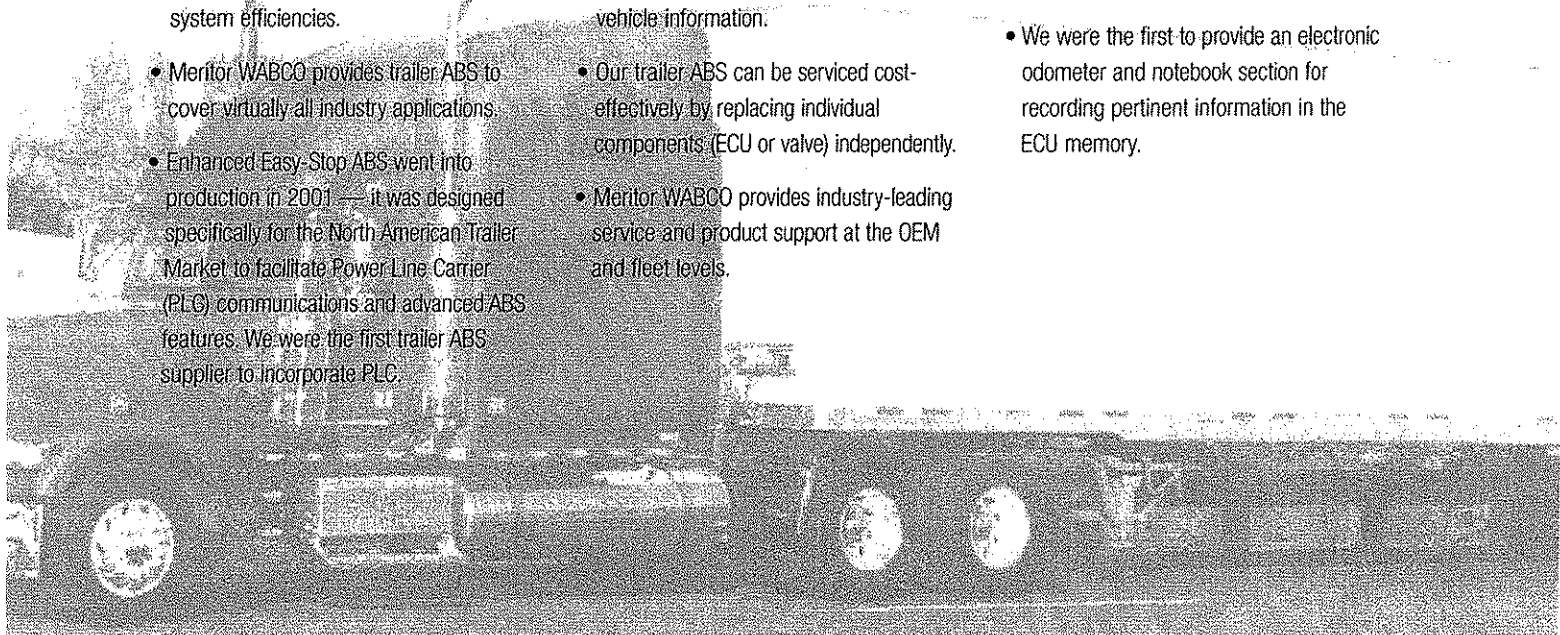 system efficiencies.
• Meritor WABCO provides trailer ABS to
cover virtually all industry applications.
• Enhanced Easy-Stop ABS went into
production in 2001 — it was designed
specifically for the North American Trailer
Market to facilitate Power Line Carrier
(PLC) communications and advanced ABS
features. We were the first trailer ABS
supplier to incorporate PLC.
vehicle information.
• Our trailer ABS can be serviced cost-
effectively by replacing individual
components (ECU or valve) independently.
• Meritor WABCO provides industry-leading
service and product support at the OEM
and fleet levels.
• We were the first to provide an electronic
odometer and notebook section for
recording pertinent information in the
ECU memory.